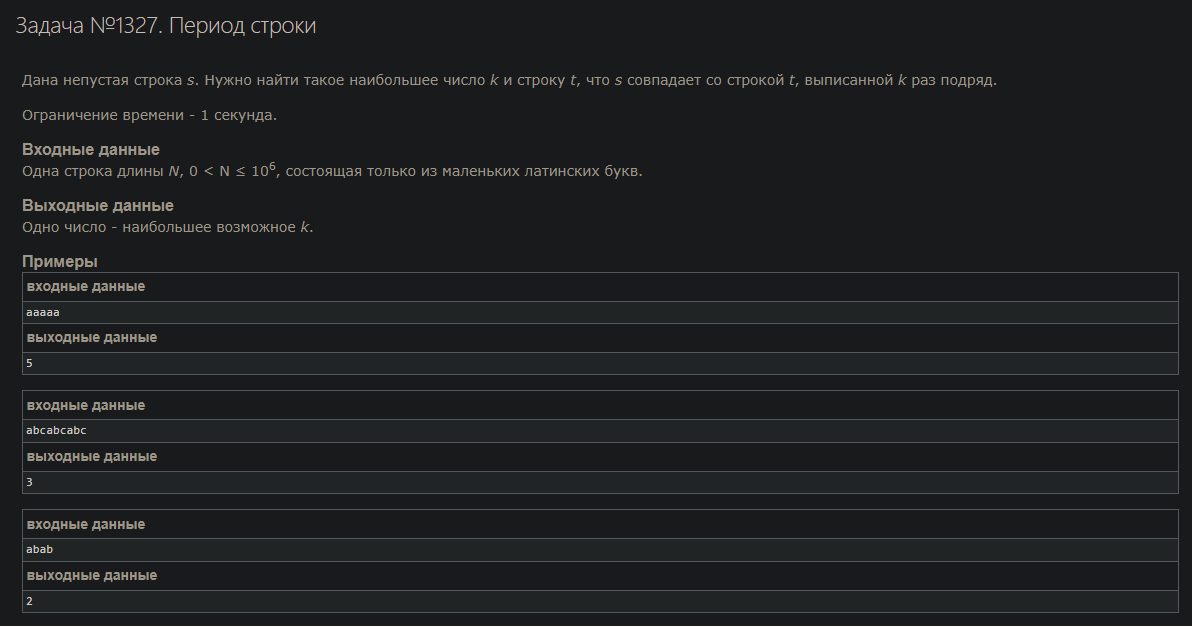 Задача №1327. Период строки
Дана непустая строка s. Нужно найти такое наибольшее число k и строку t, что s совпадает со строкой t, выписанной k раз подряд.
Ограничение времени - 1 секунда.
Входные данные
Одна строка длины N, 0 < N ≤ 10⁶, состоящая только из маленьких латинских букв.
Выходные данные
Одно число - наибольшее возможное k.
Примеры
входные данные
aaaaa
выходные данные
5
входные данные
abcabcabc
выходные данные
3
входные данные
abab
выходные данные
2